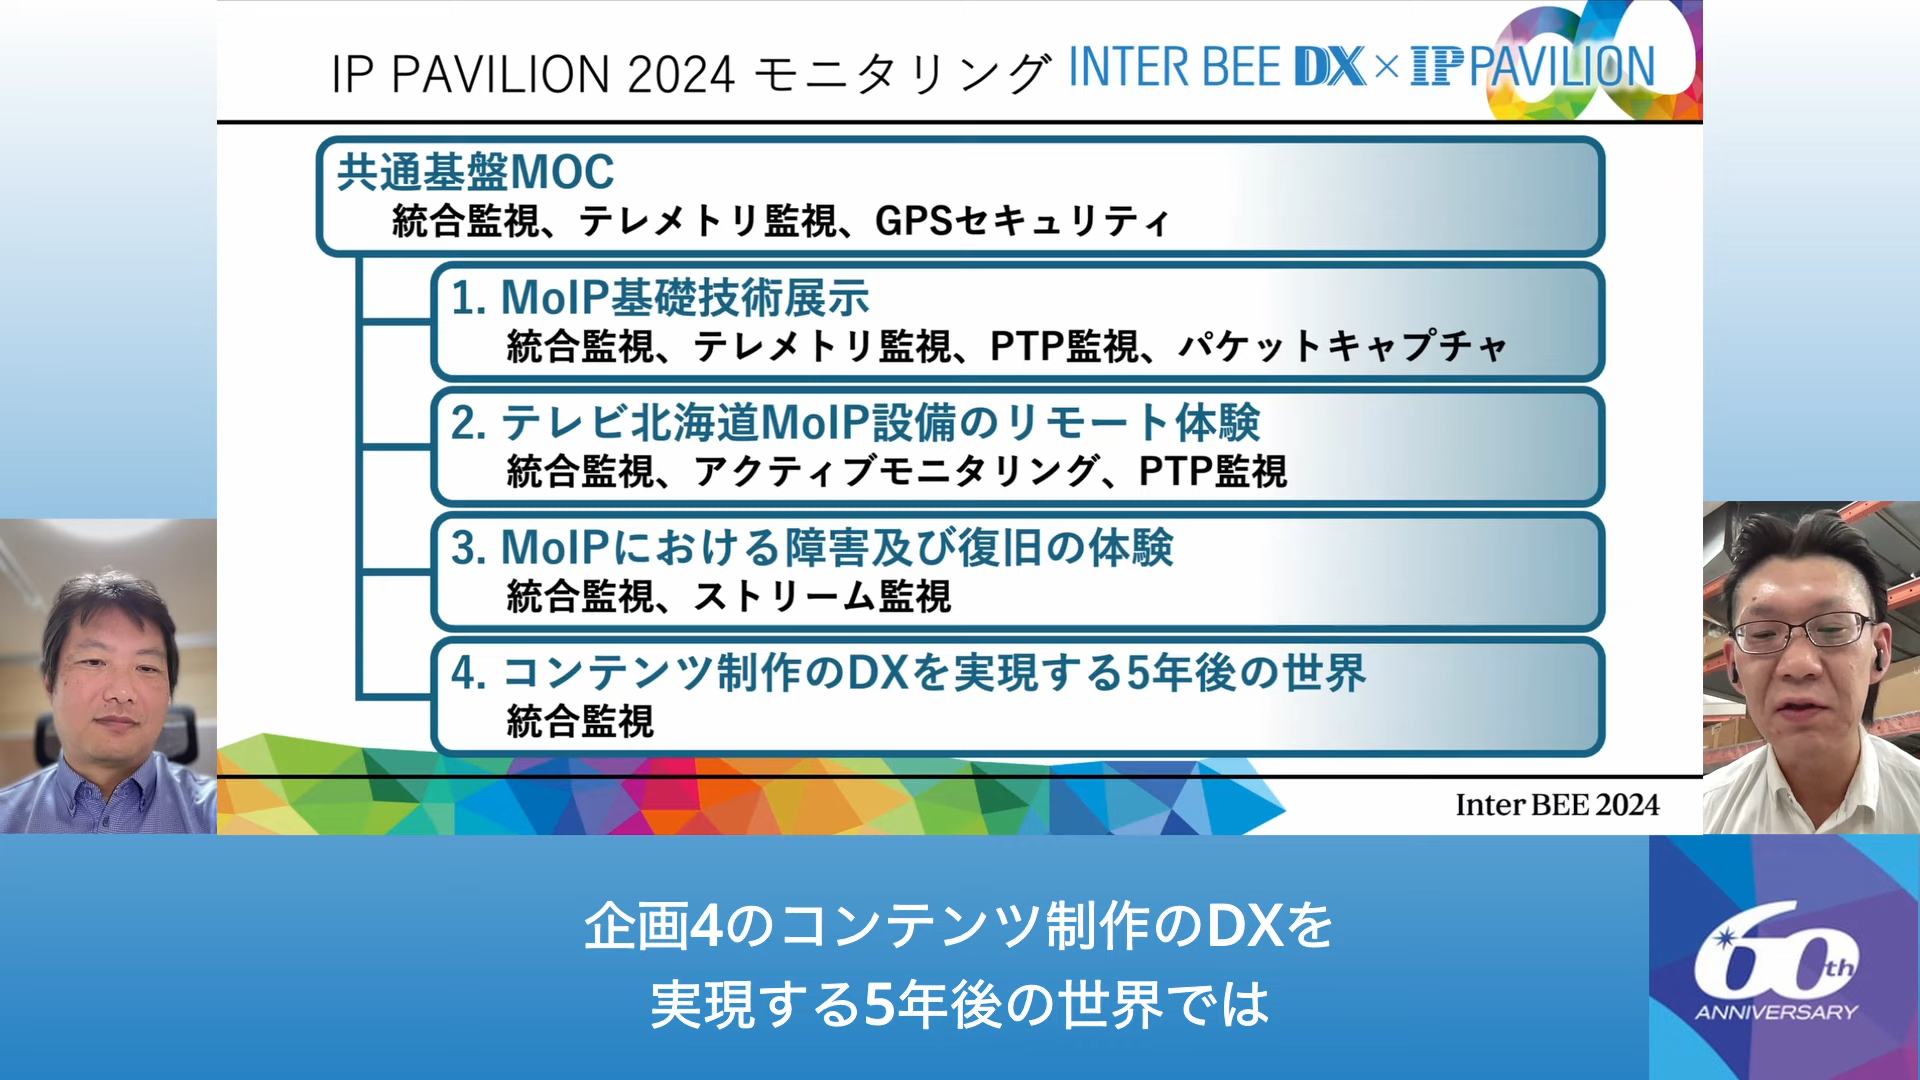 IP PAVILION 2024 モニタリング
INTER BEE DX × IP PAVILION
共通基盤MOC
統合監視、テレメトリ監視、GPSセキュリティ
1. MoIP基礎技術展示
統合監視、テレメトリ監視、PTP監視、パケットキャプチャ
2. テレビ北海道MoIP設備のリモート体験
統合監視、アクティブモニタリング、PTP監視
3. MoIPにおける障害及び復旧の体験
統合監視、ストリーム監視
4. コンテンツ制作のDXを実現する5年後の世界
統合監視
Inter BEE 2024
企画4のコンテンツ制作のDXを
実現する5年後の世界では
60th
ANNIVERSARY